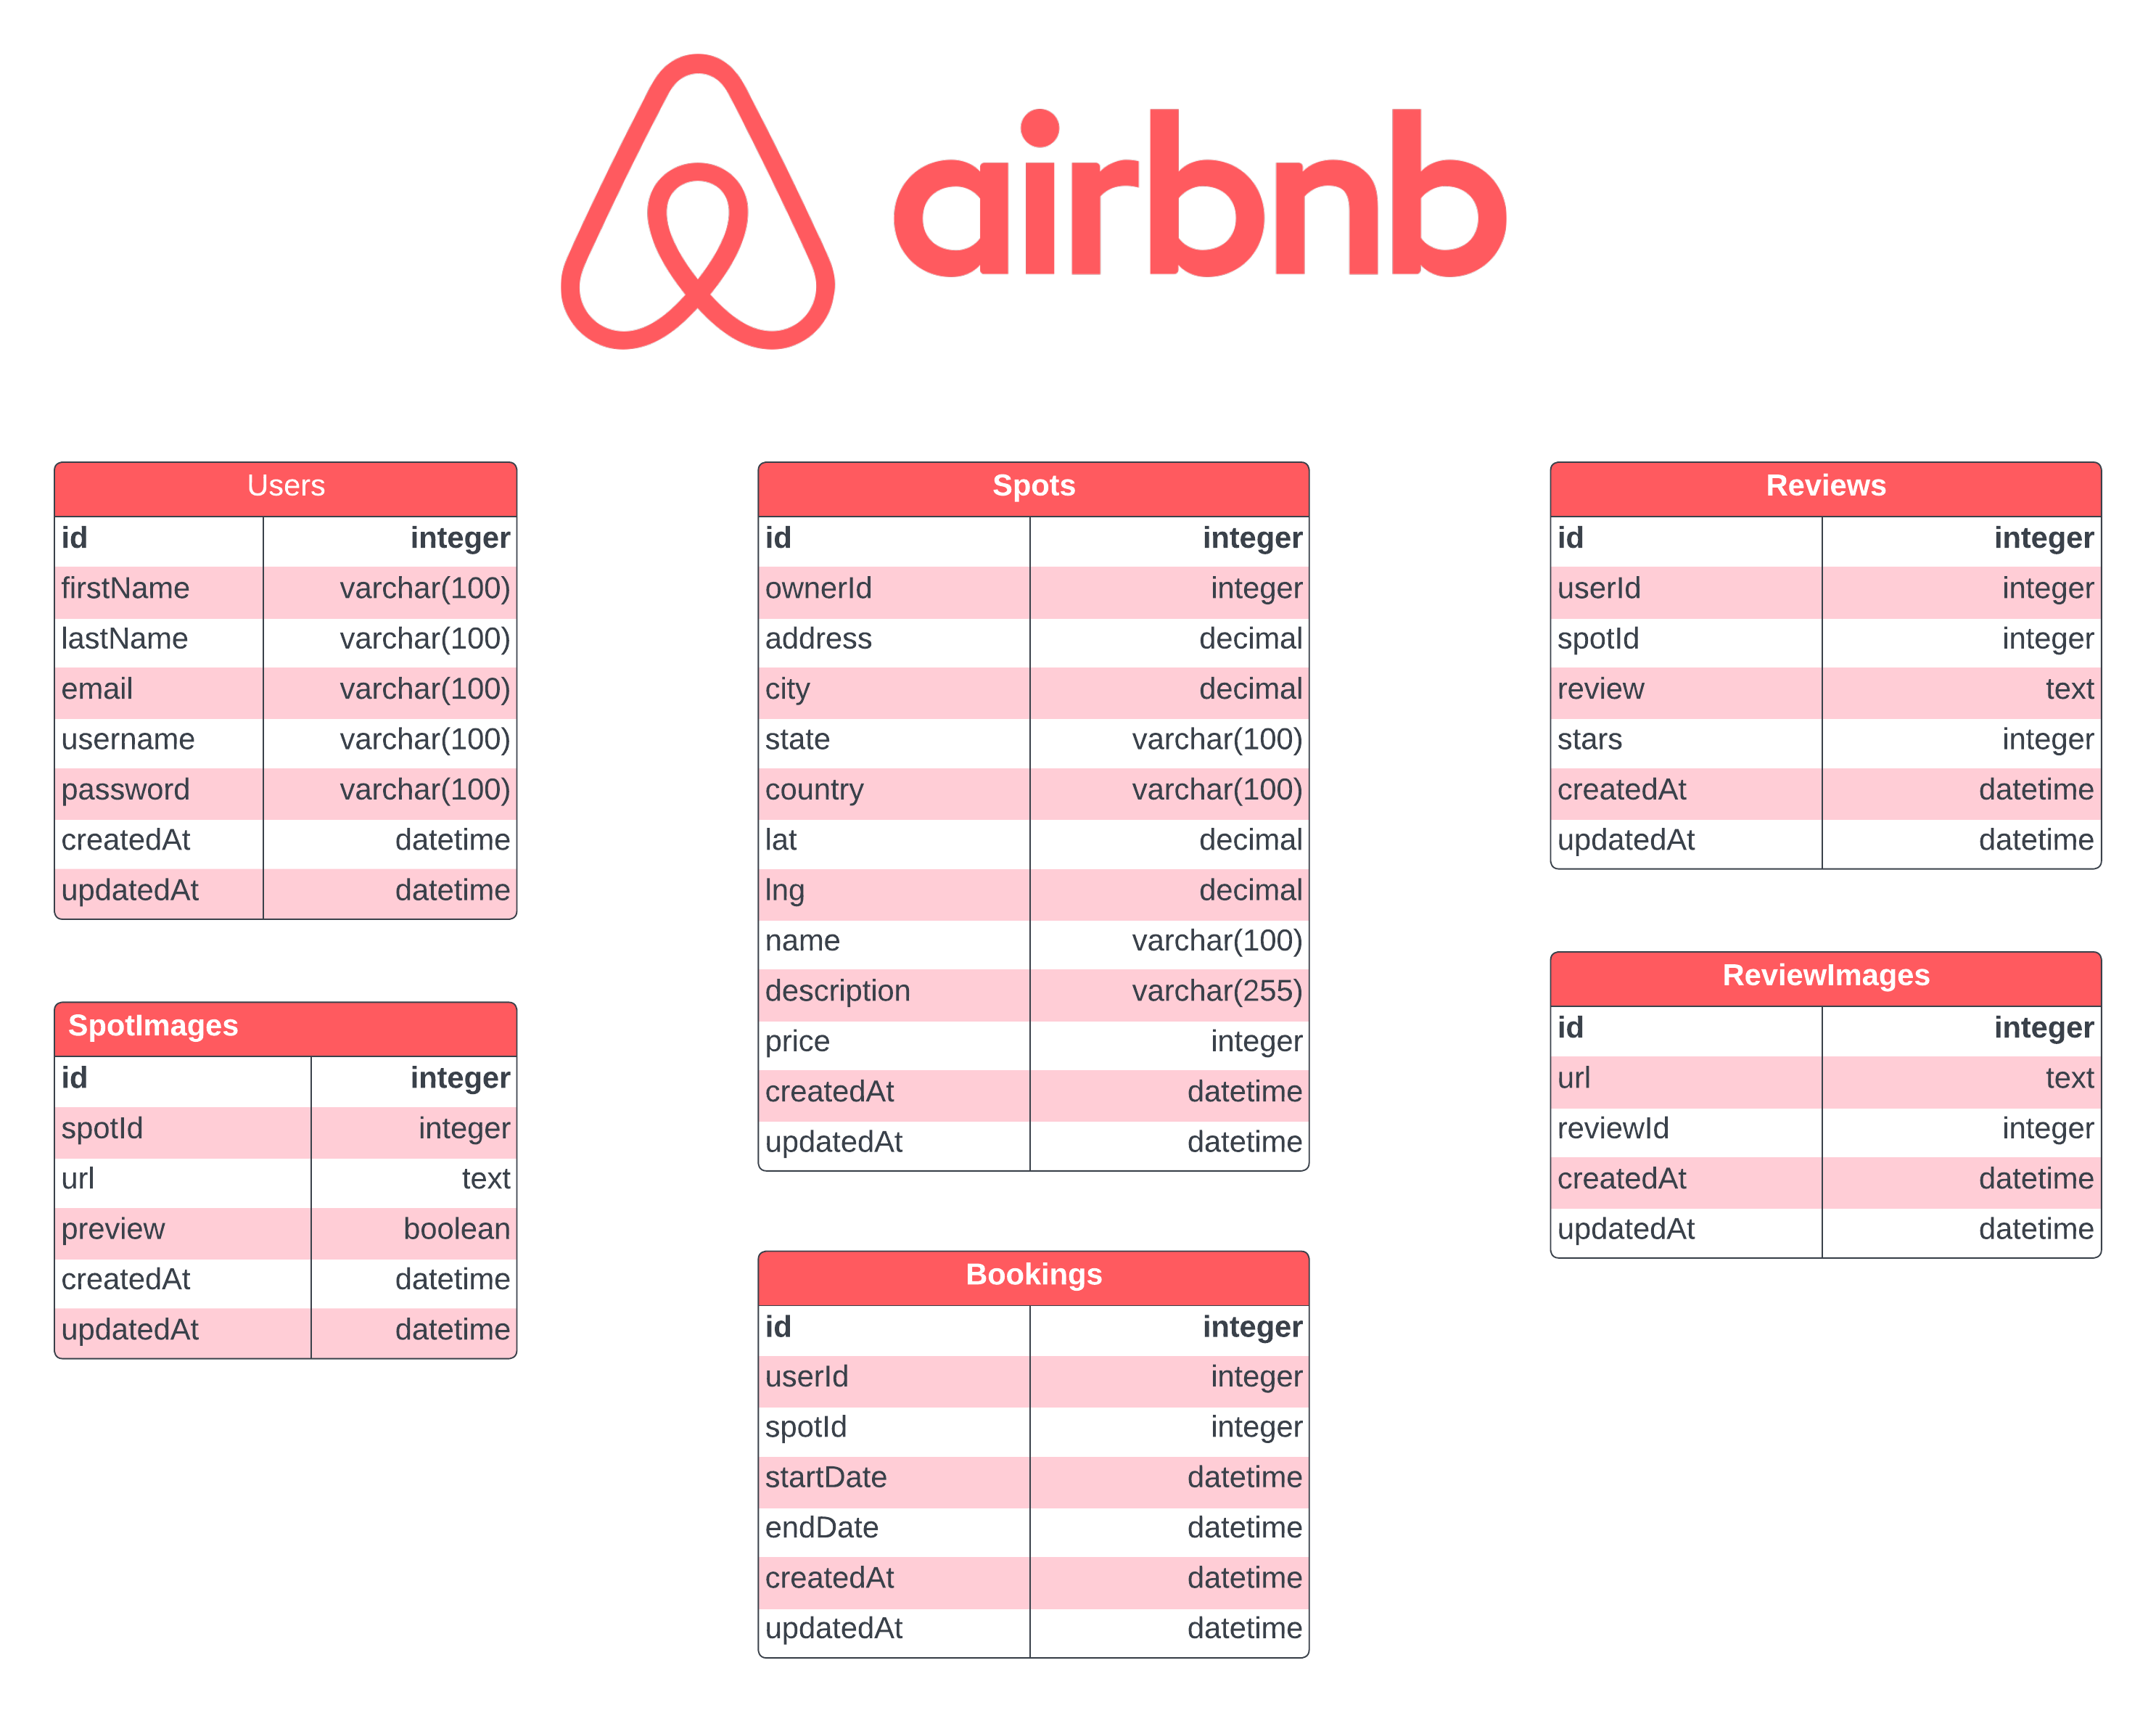 airbnb
Users
id integer
firstName varchar(100)
lastName varchar(100)
email varchar(100)
username varchar(100)
password varchar(100)
createdAt datetime
updatedAt datetime
SpotImages
id integer
spotId integer
url text
preview boolean
createdAt datetime
updatedAt datetime
Spots
id integer
ownerId integer
address decimal
city decimal
state varchar(100)
country varchar(100)
lat decimal
lng decimal
name varchar(100)
description varchar(255)
price integer
createdAt datetime
updatedAt datetime
Bookings
id integer
userId integer
spotId integer
startDate datetime
endDate datetime
createdAt datetime
updatedAt datetime
Reviews
id integer
userId integer
spotId integer
review text
stars integer
createdAt datetime
updatedAt datetime
ReviewImages
id integer
url text
reviewId integer
createdAt datetime
updatedAt datetime